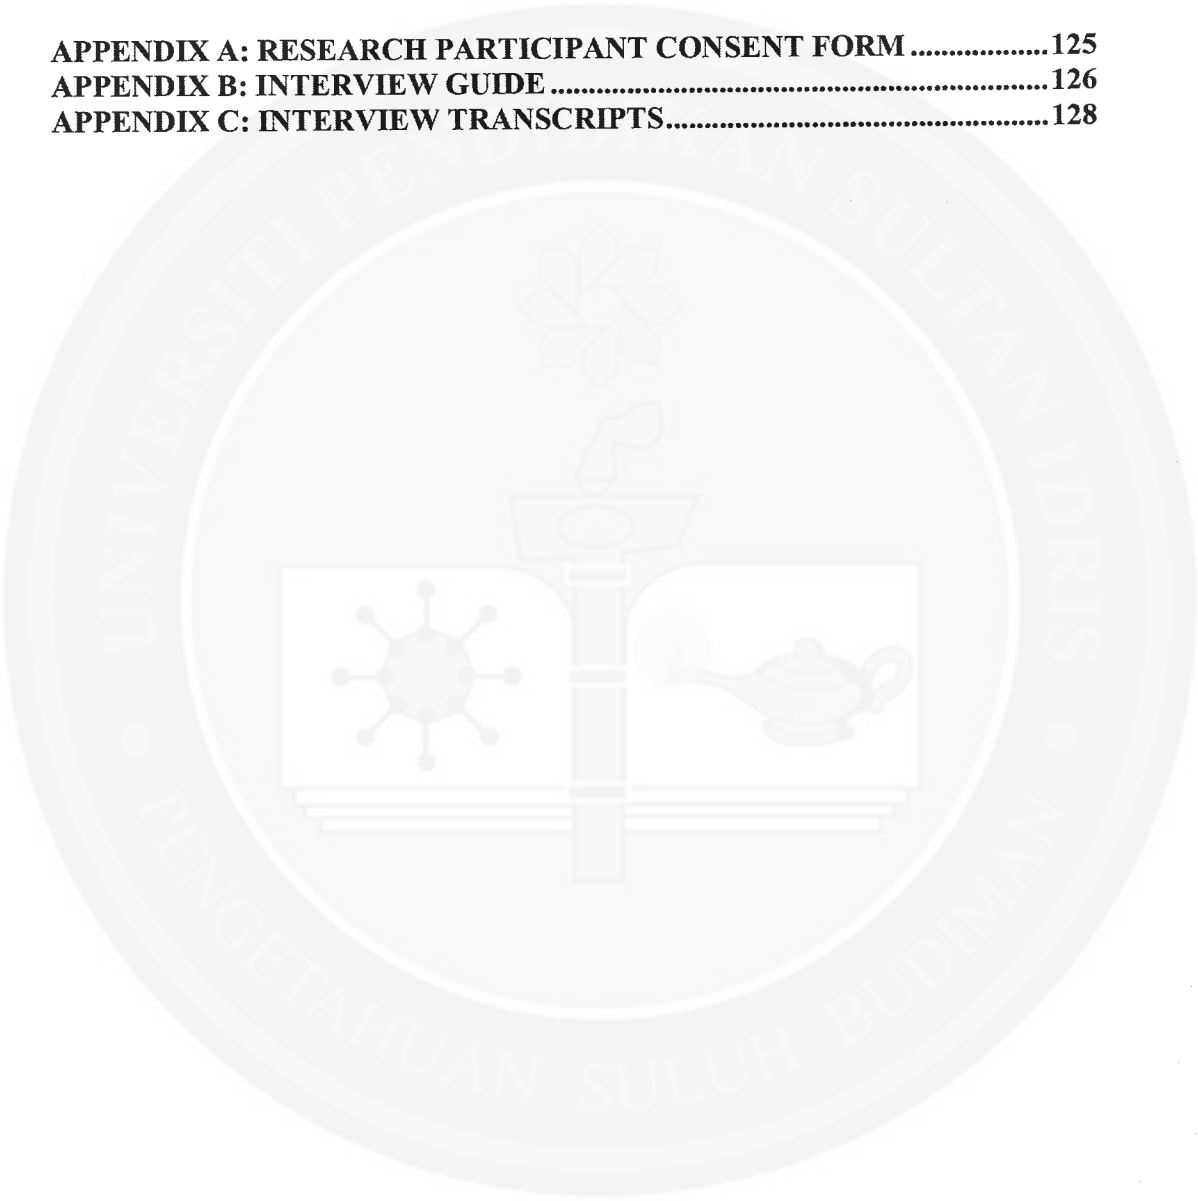 APPENDIX A: RESEARCH PARTICIPANT CONSENT FORM ..................125
APPENDIX B: INTERVIEW GUIDE ................................................................126
APPENDIX C: INTERVIEW TRANSCRIPTS.................................................128
UNIVERSITI PENDIDIKAN SULTAN IDRIS
PENGETAHUAN SULUH BUDIMAN